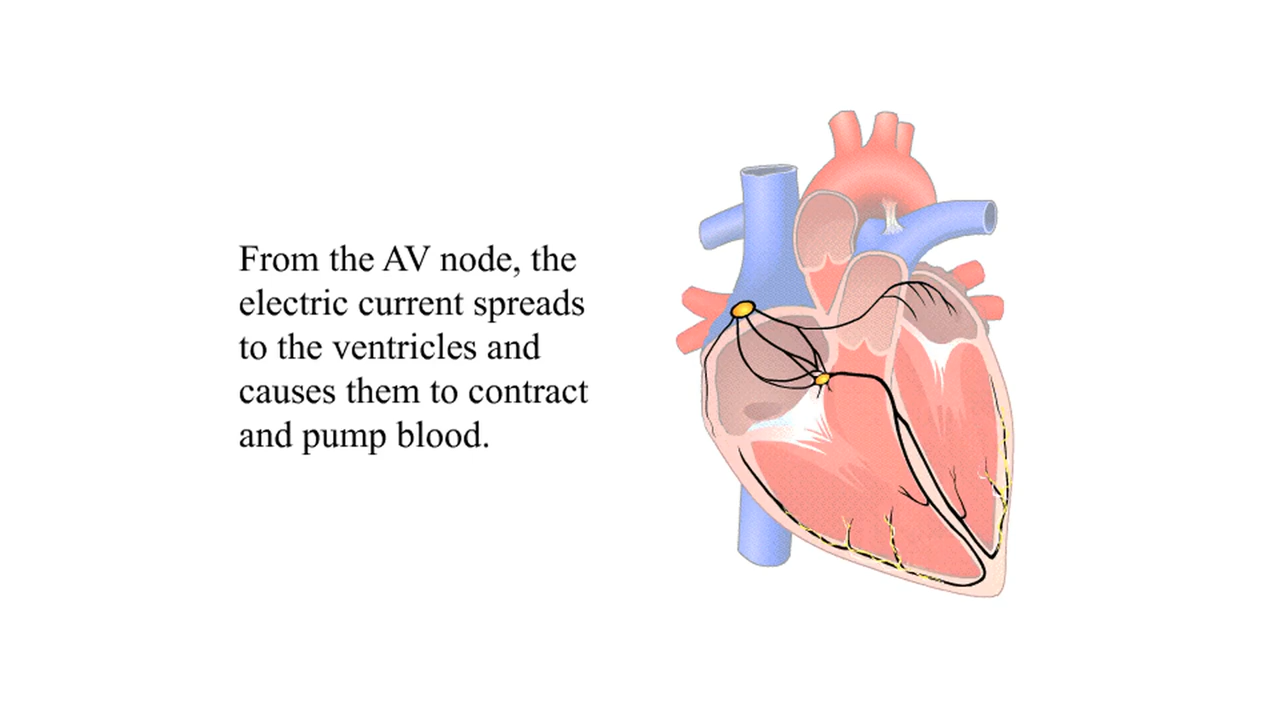 From the AV node, the
electric current spreads
to the ventricles and
causes them to contract
and pump blood.